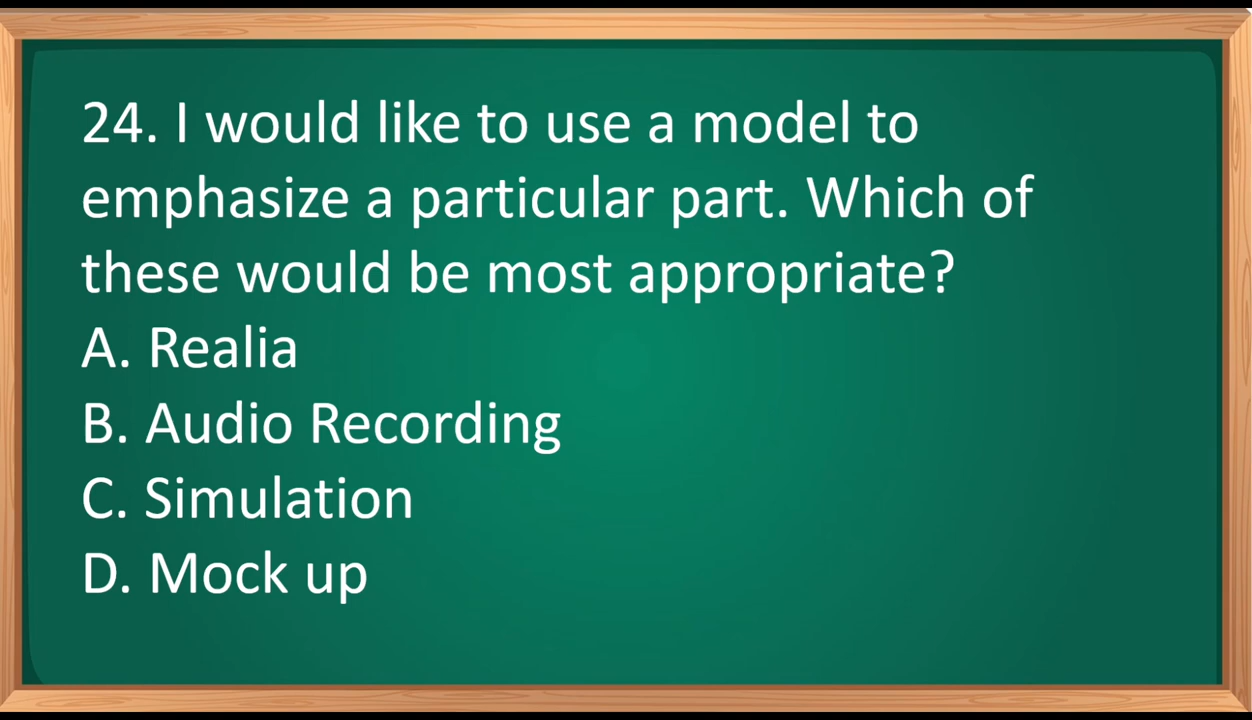 24. I would like to use a model to
emphasize a particular part. Which of
these would be most appropriate?
A. Realia
B. Audio Recording
C. Simulation
D. Mock up